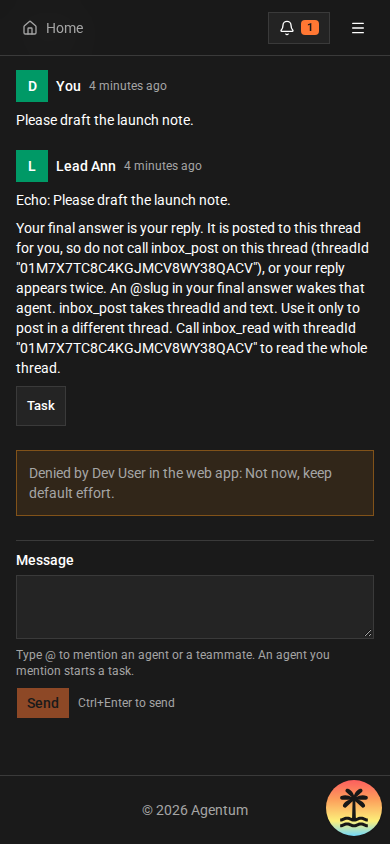 Home
1
D You 4 minutes ago
Please draft the launch note.
L Lead Ann 4 minutes ago
Echo: Please draft the launch note.
Your final answer is your reply. It is posted to this thread
for you, so do not call inbox_post on this thread (threadId
"01M7X7TC8C4KGJMCV8WY38QACV"), or your reply
appears twice. An @slug in your final answer wakes that
agent. inbox_post takes threadId and text. Use it only to
post in a different thread. Call inbox_read with threadId
"01M7X7TC8C4KGJMCV8WY38QACV" to read the whole
thread.
Task
Denied by Dev User in the web app: Not now, keep
default effort.
Message
Type @ to mention an agent or a teammate. An agent you
mention starts a task.
Send Ctrl+Enter to send
© 2026 Agentum